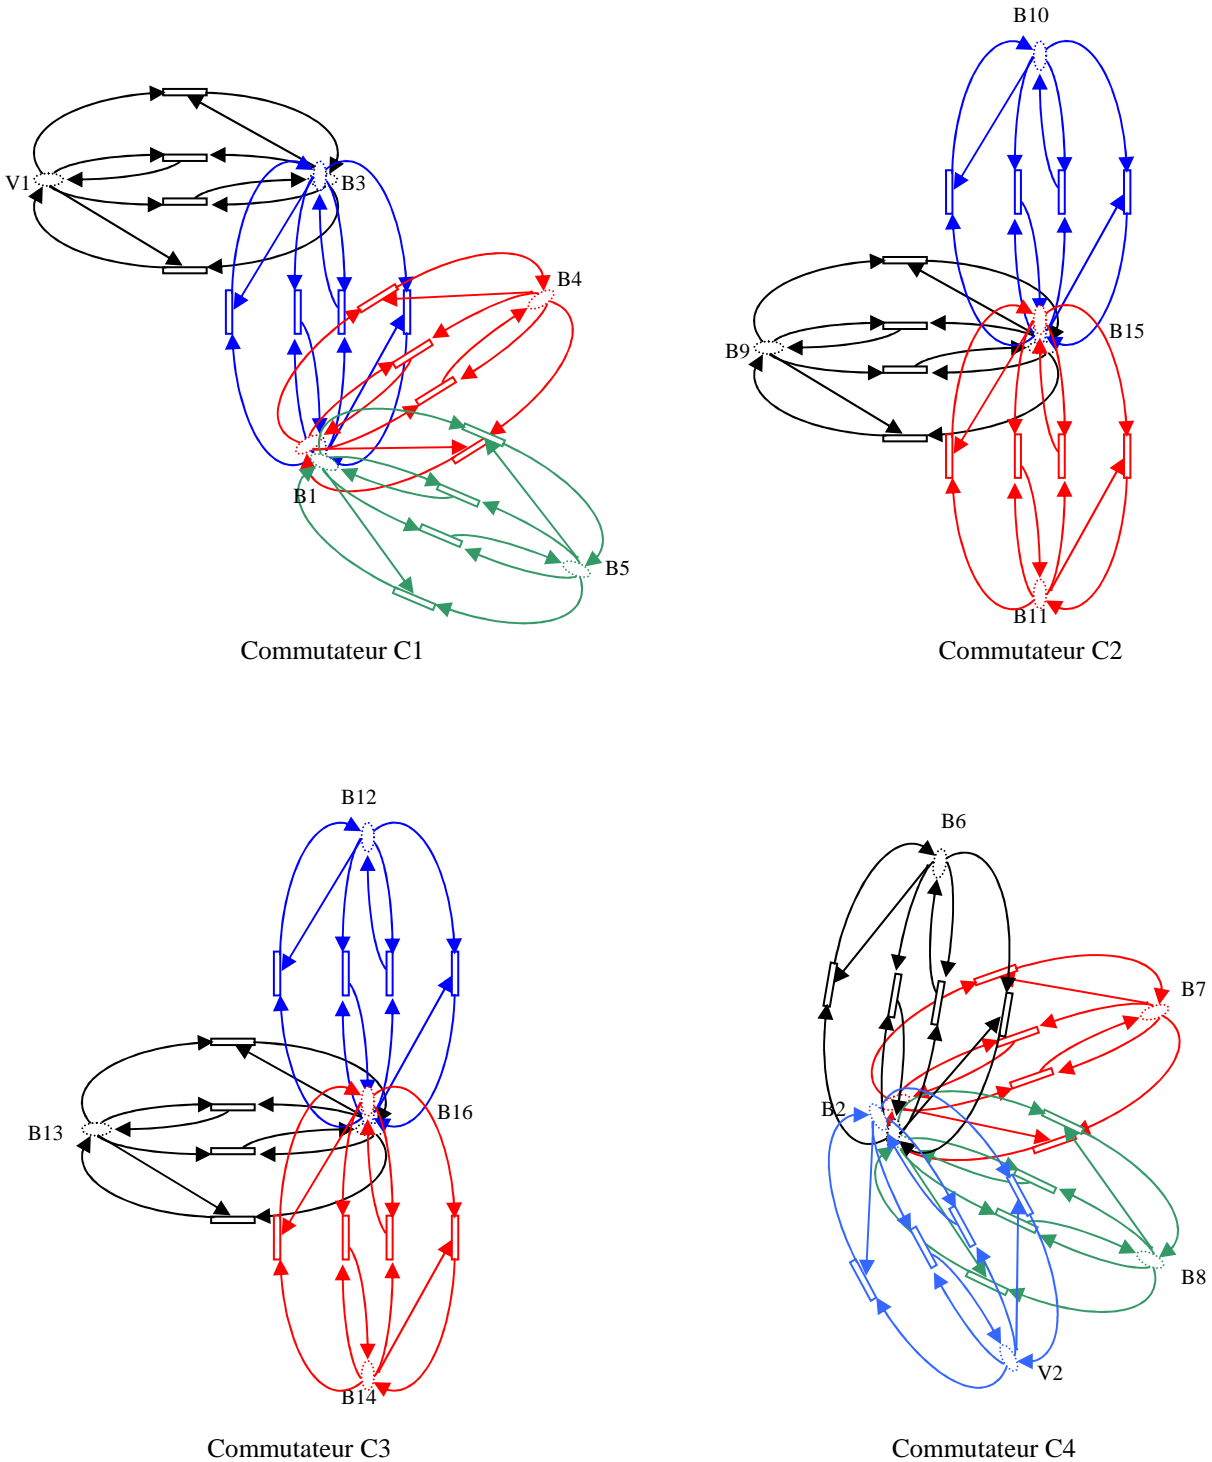 B10
V1
B3
B4
B9
B15
B1
B5
B11
Commutateur C1
Commutateur C2
B12
B6
B7
B13
B16
B2
B8
V2
B14
Commutateur C3
Commutateur C4